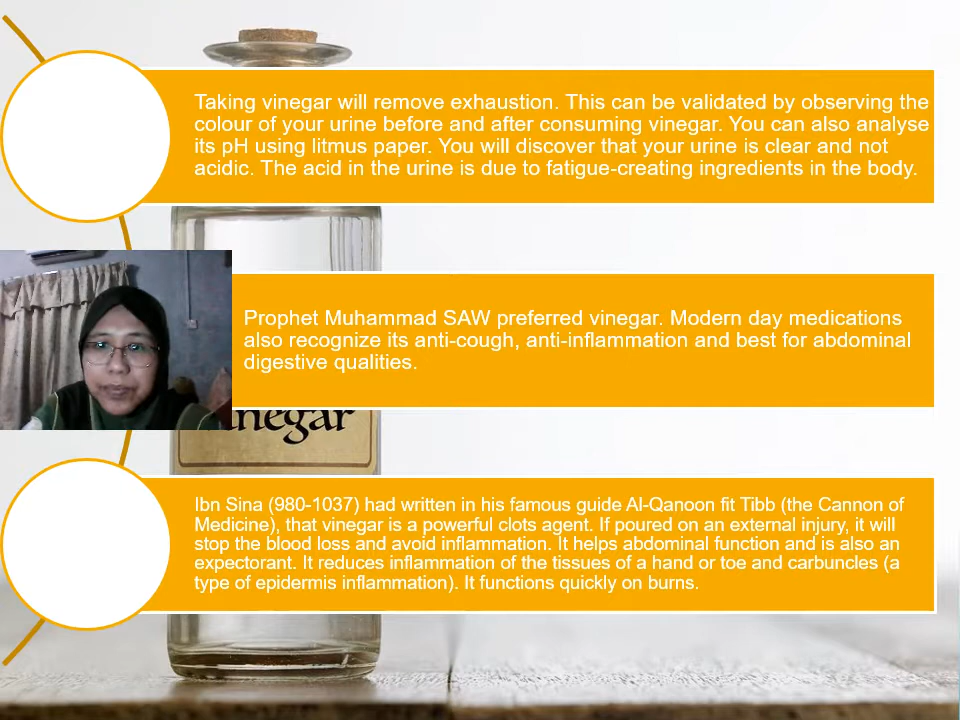 Taking vinegar will remove exhaustion. This can be validated by observing the
colour of your urine before and after consuming vinegar. You can also analyse
its pH using litmus paper. You will discover that your urine is clear and not
acidic. The acid in the urine is due to fatigue-creating ingredients in the body.
Prophet Muhammad SAW preferred vinegar. Modern day medications
also recognize its anti-cough, anti-inflammation and best for abdominal
digestive qualities.
Ibn Sina (980-1037) had written in his famous guide Al-Qanoon fit Tibb (the Cannon of
Medicine), that vinegar is a powerful clots agent. If poured on an external injury, it will
stop the blood loss and avoid inflammation. It helps abdominal function and is also an
expectorant. It reduces inflammation of the tissues of a hand or toe and carbuncles (a
type of epidermis inflammation). It functions quickly on burns.